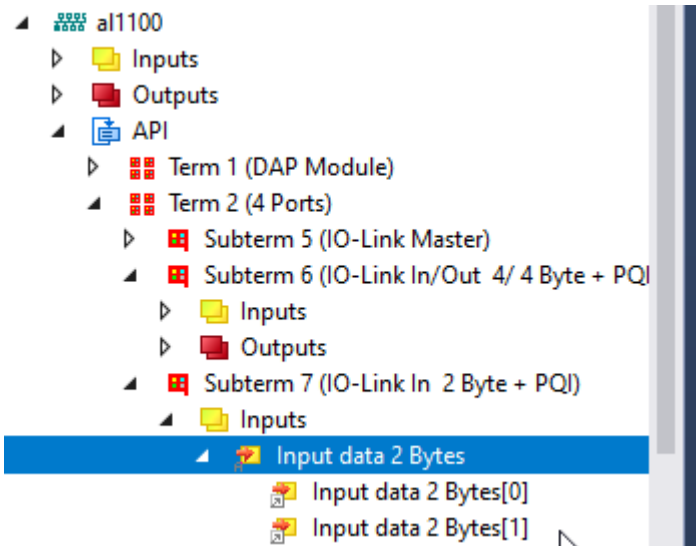 al1100
Inputs
Outputs
API
Term 1 (DAP Module)
Term 2 (4 Ports)
Subterm 5 (IO-Link Master)
Subterm 6 (IO-Link In/Out 4/ 4 Byte + PQI
Inputs
Outputs
Subterm 7 (IO-Link In 2 Byte + PQI)
Inputs
Input data 2 Bytes
Input data 2 Bytes[0]
Input data 2 Bytes[1]